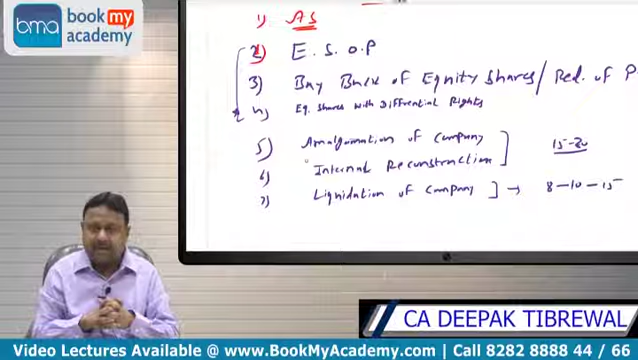 bma book my academy
1) AS
2) E. S. O. P
3) Buy Buck of Equity Shares / Red. of P
4) Eq. Shares with Diffrential Rights
5) Amalgamation of Company
15-20
6) Internal Reconstruction
7) Liquidation of Company → 8-10-15
CA DEEPAK TIBREWAL
Video Lectures Available @ www.BookMyAcademy.com | Call 8282 8888 44 / 66